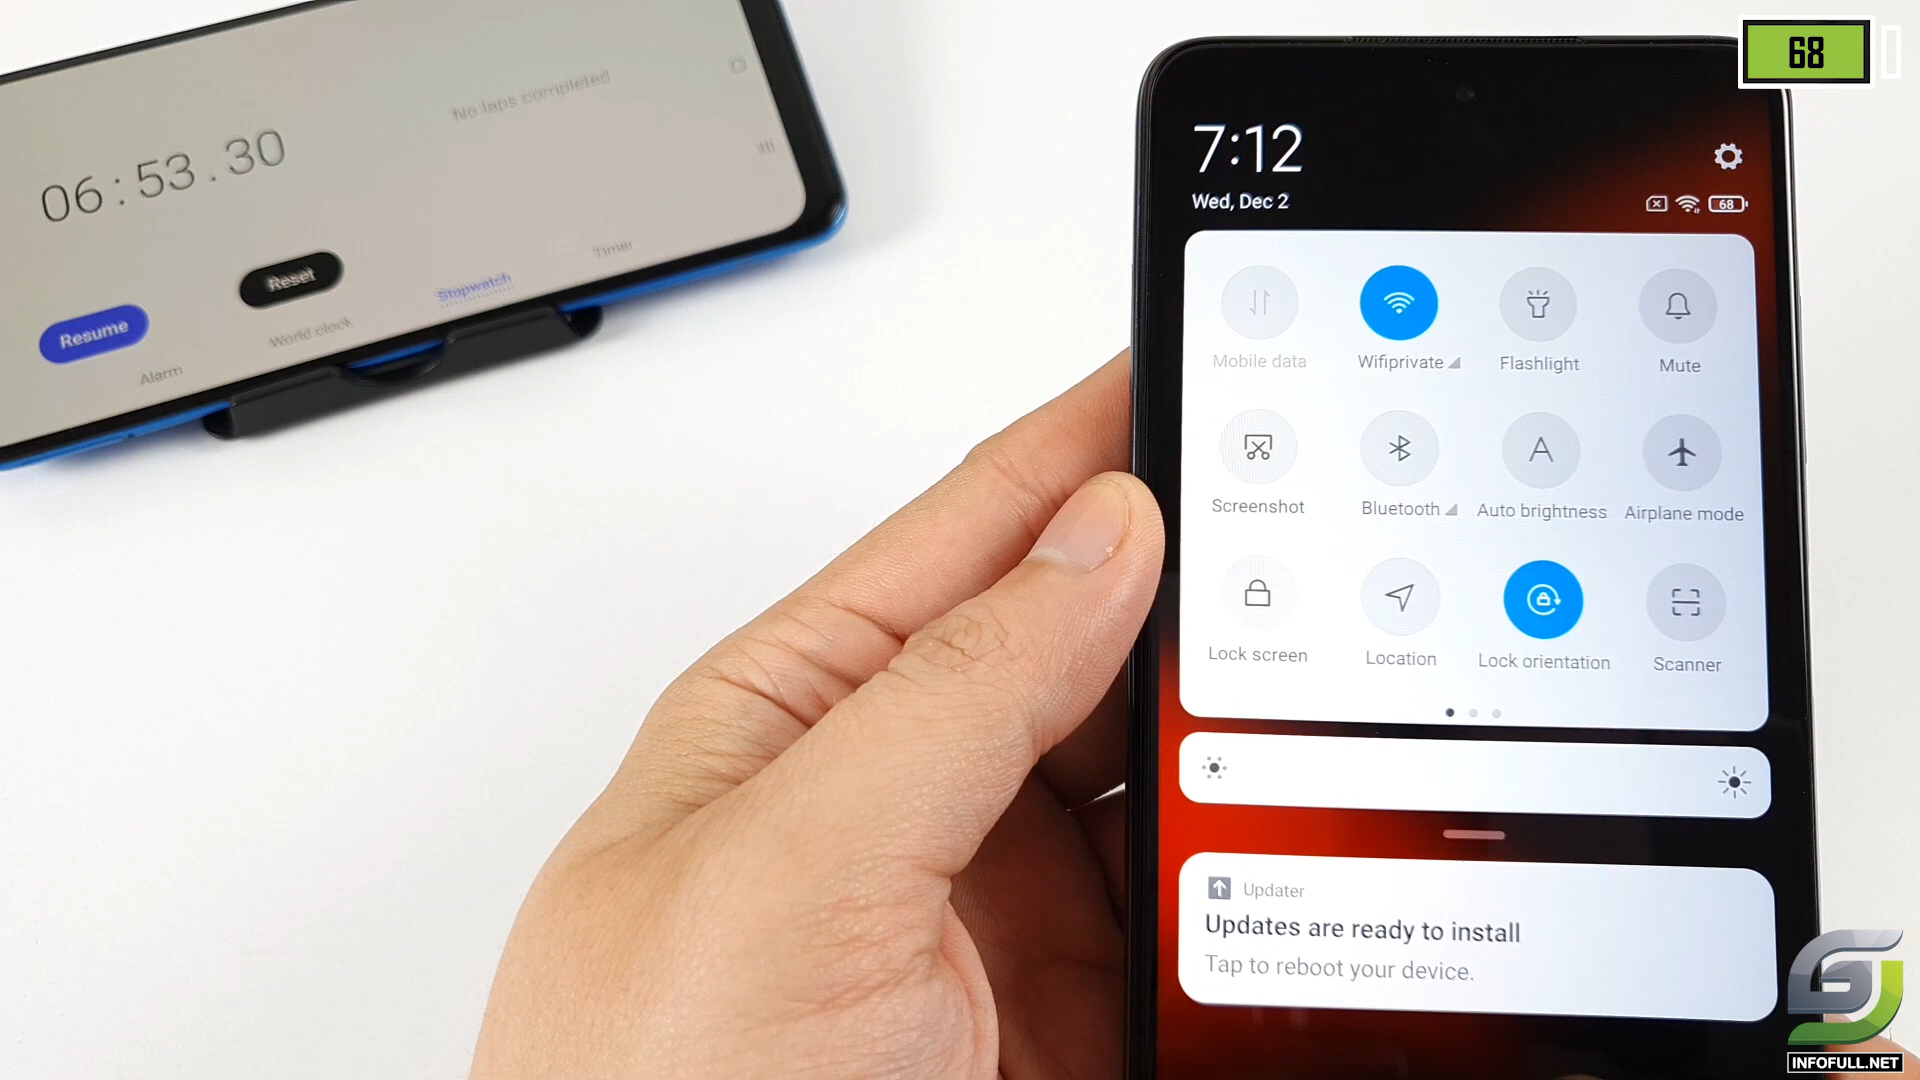 No laps completed
06:53.30
Resume
Reset
Alarm
World clock
Stopwatch
Timer
68
7:12
Wed, Dec 2
68
Mobile data
Wifiprivate
Flashlight
Mute
Screenshot
Bluetooth
Auto brightness
Airplane mode
Lock screen
Location
Lock orientation
Scanner
Updater
Updates are ready to install
Tap to reboot your device.
INFOFULL.NET